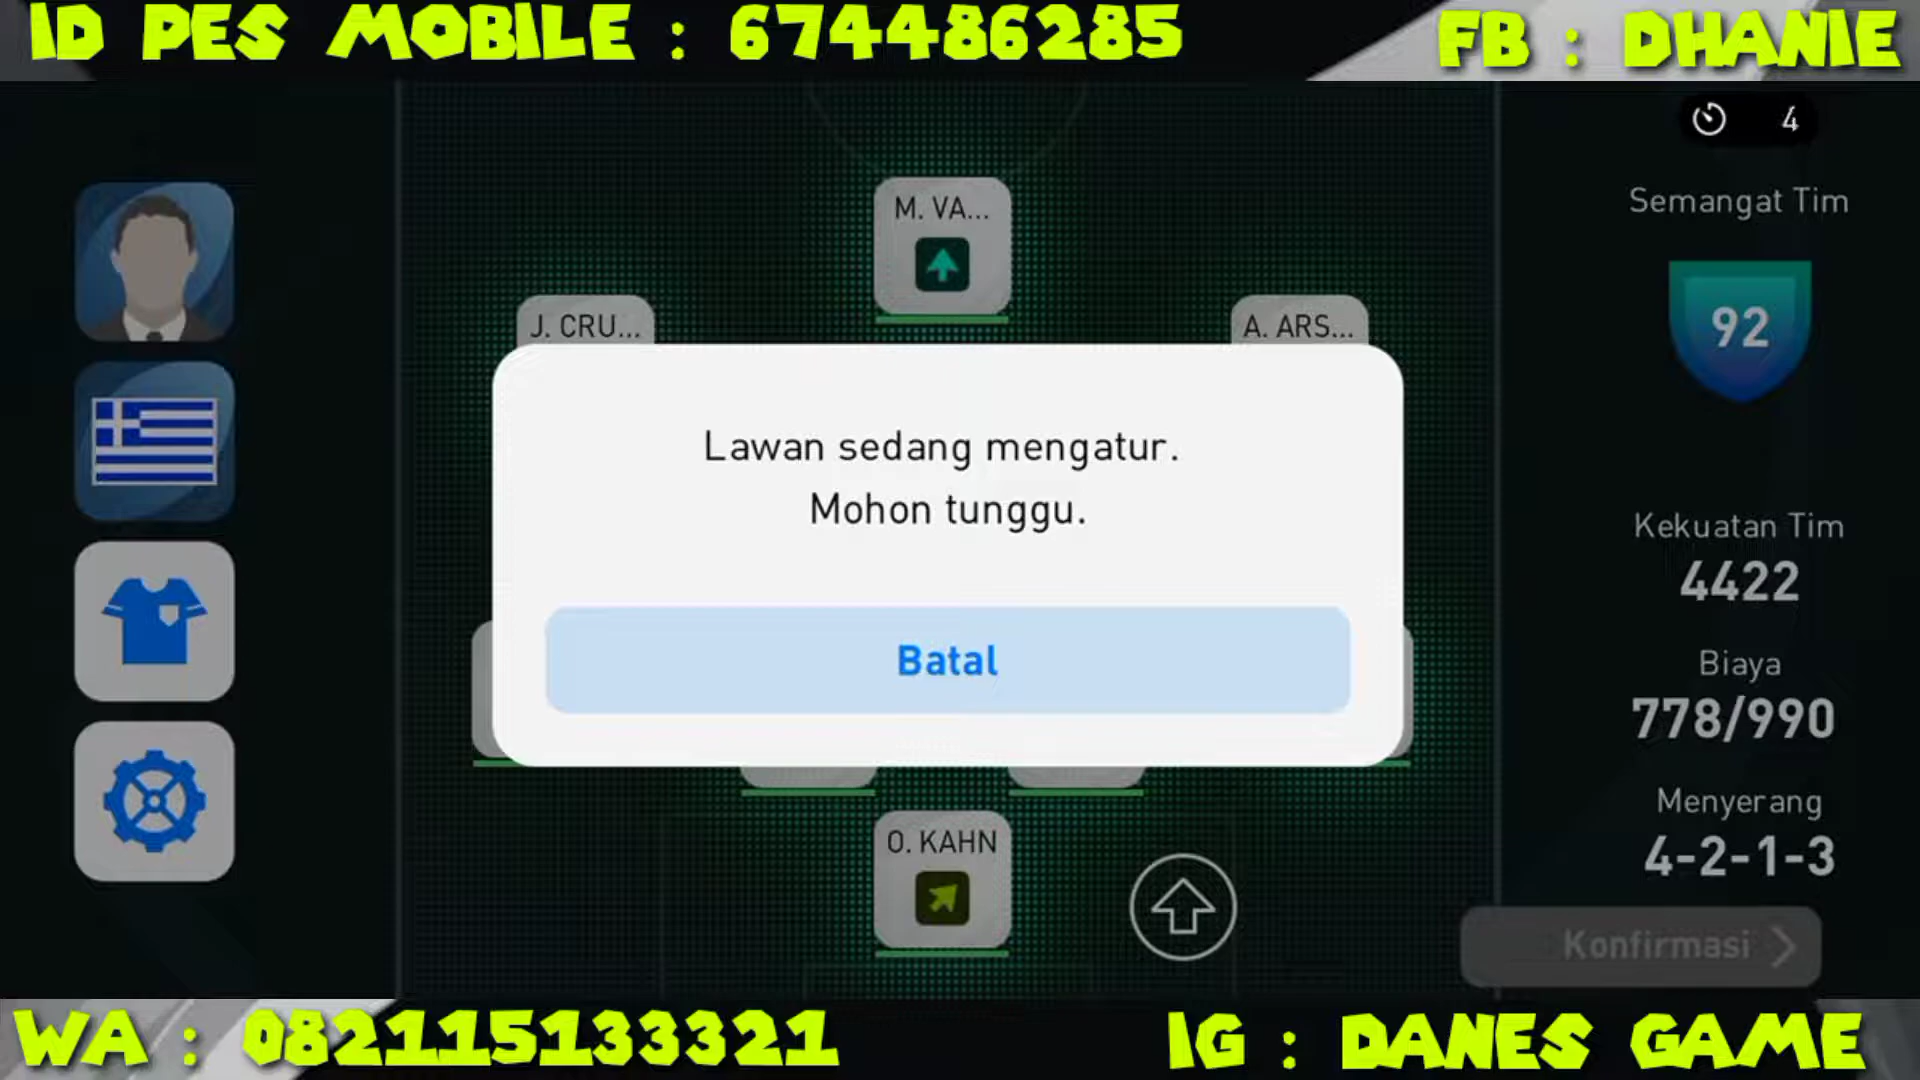 ID PES MOBILE : 674486285
FB : DHANIE
4
Semangat Tim
M. VA...
J. CRU...
A. ARS...
92
Lawan sedang mengatur.
Mohon tunggu.
Kekuatan Tim
4422
Batal
Biaya
778/990
Menyerang
4-2-1-3
O. KAHN
Konfirmasi
WA : 082115133321
IG : DANES GAME